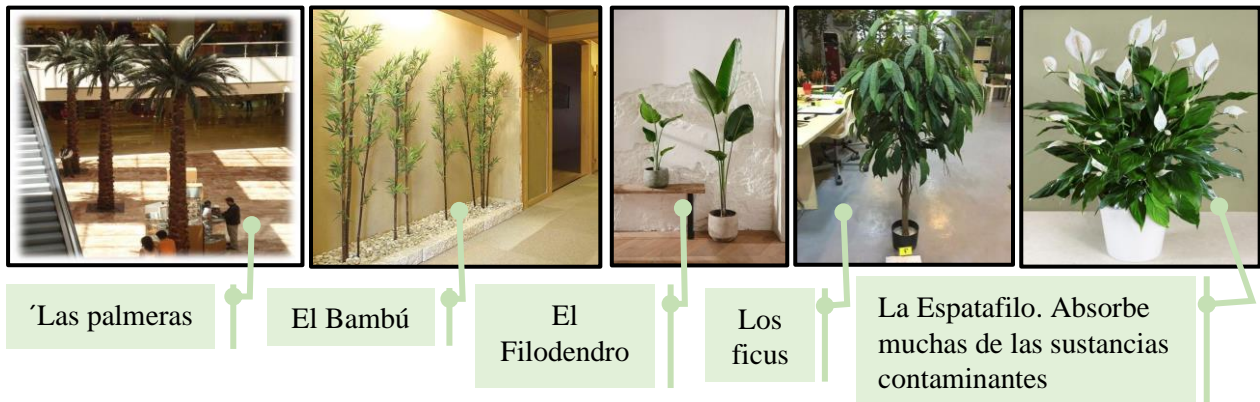 ´Las palmeras
El Bambú
El
Filodendro
Los
ficus
La Espatafilo. Absorbe
muchas de las sustancias
contaminantes